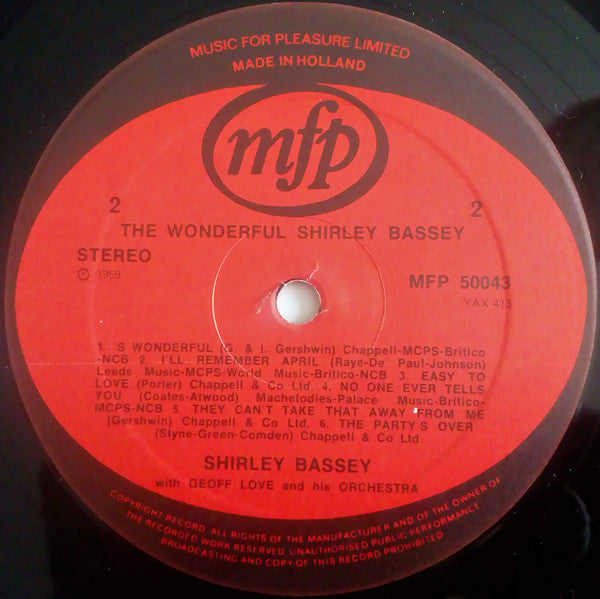 MUSIC FOR PLEASURE LIMITED
MADE IN HOLLAND
mfp
2 2
THE WONDERFUL SHIRLEY BASSEY
STEREO
℗ 1959
MFP 50043
YAX 413
1. 'S WONDERFUL (G. & I. Gershwin) Chappell-MCPS-Britico
-NCB 2. I'LL REMEMBER APRIL (Raye-De Paul-Johnson)
Leeds Music-MCPS-World Music-Britico-NCB 3. EASY TO
LOVE (Porter) Chappell & Co Ltd. 4. NO ONE EVER TELLS
YOU (Coates-Atwood) Machelodies-Palace Music-Britico-
MCPS-NCB 5. THEY CAN'T TAKE THAT AWAY FROM ME
(Gershwin) Chappell & Co Ltd. 6. THE PARTY'S OVER
(Styne-Green-Comden) Chappell & Co Ltd.
SHIRLEY BASSEY
with GEOFF LOVE and his ORCHESTRA
COPYRIGHT RECORD. ALL RIGHTS OF THE MANUFACTURER AND OF THE OWNER OF
THE RECORDED WORK RESERVED. UNAUTHORISED PUBLIC PERFORMANCE
BROADCASTING AND COPY OF THIS RECORD PROHIBITED